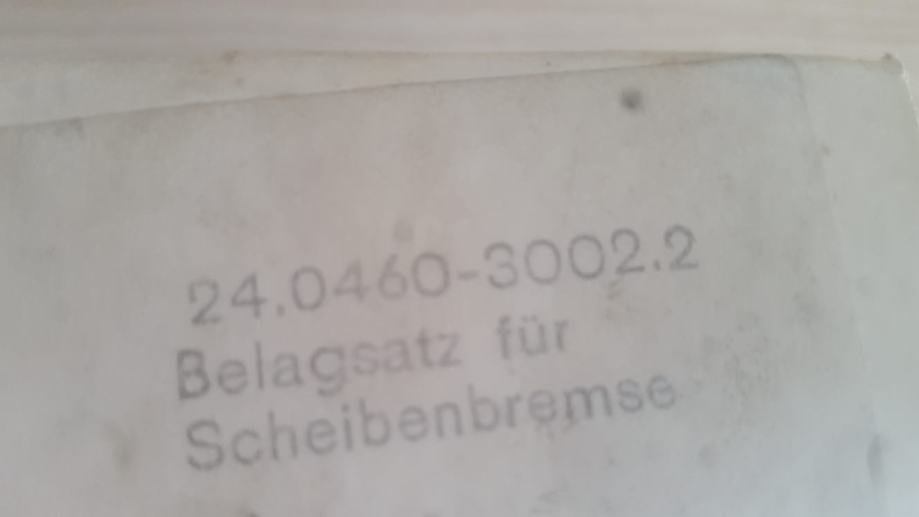 24.0460-3002.2
Belagsatz für
Scheibenbremse